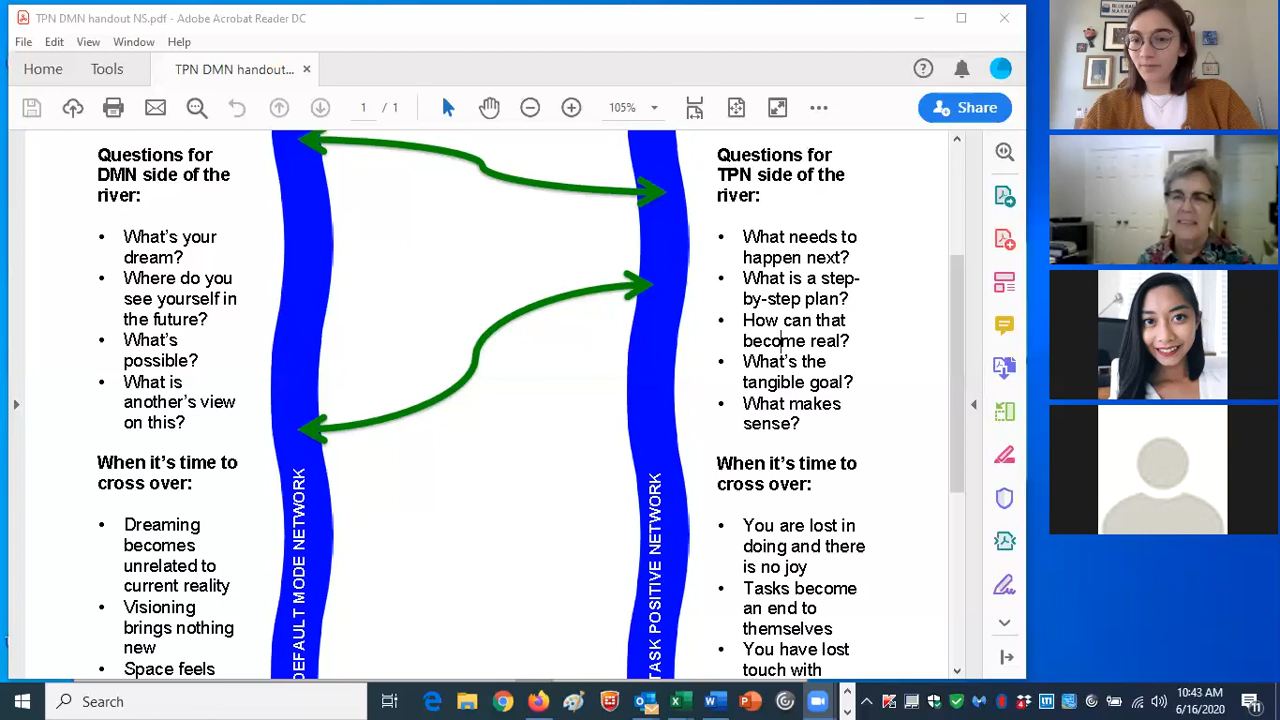 TPN DMN handout NS.pdf - Adobe Acrobat Reader DC
File Edit View Window Help
Home Tools TPN DMN handout... ×
1 / 1 105% Share
Questions for
DMN side of the
river:
• What's your
dream?
• Where do you
see yourself in
the future?
• What's
possible?
• What is
another's view
on this?
When it's time to
cross over:
• Dreaming
becomes
unrelated to
current reality
• Visioning
brings nothing
new
• Space feels
DEFAULT MODE NETWORK
TASK POSITIVE NETWORK
Questions for
TPN side of the
river:
• What needs to
happen next?
• What is a step-
by-step plan?
• How can that
become real?
• What's the
tangible goal?
• What makes
sense?
When it's time to
cross over:
• You are lost in
doing and there
is no joy
• Tasks become
an end to
themselves
• You have lost
touch with
Search
10:43 AM
6/16/2020
11